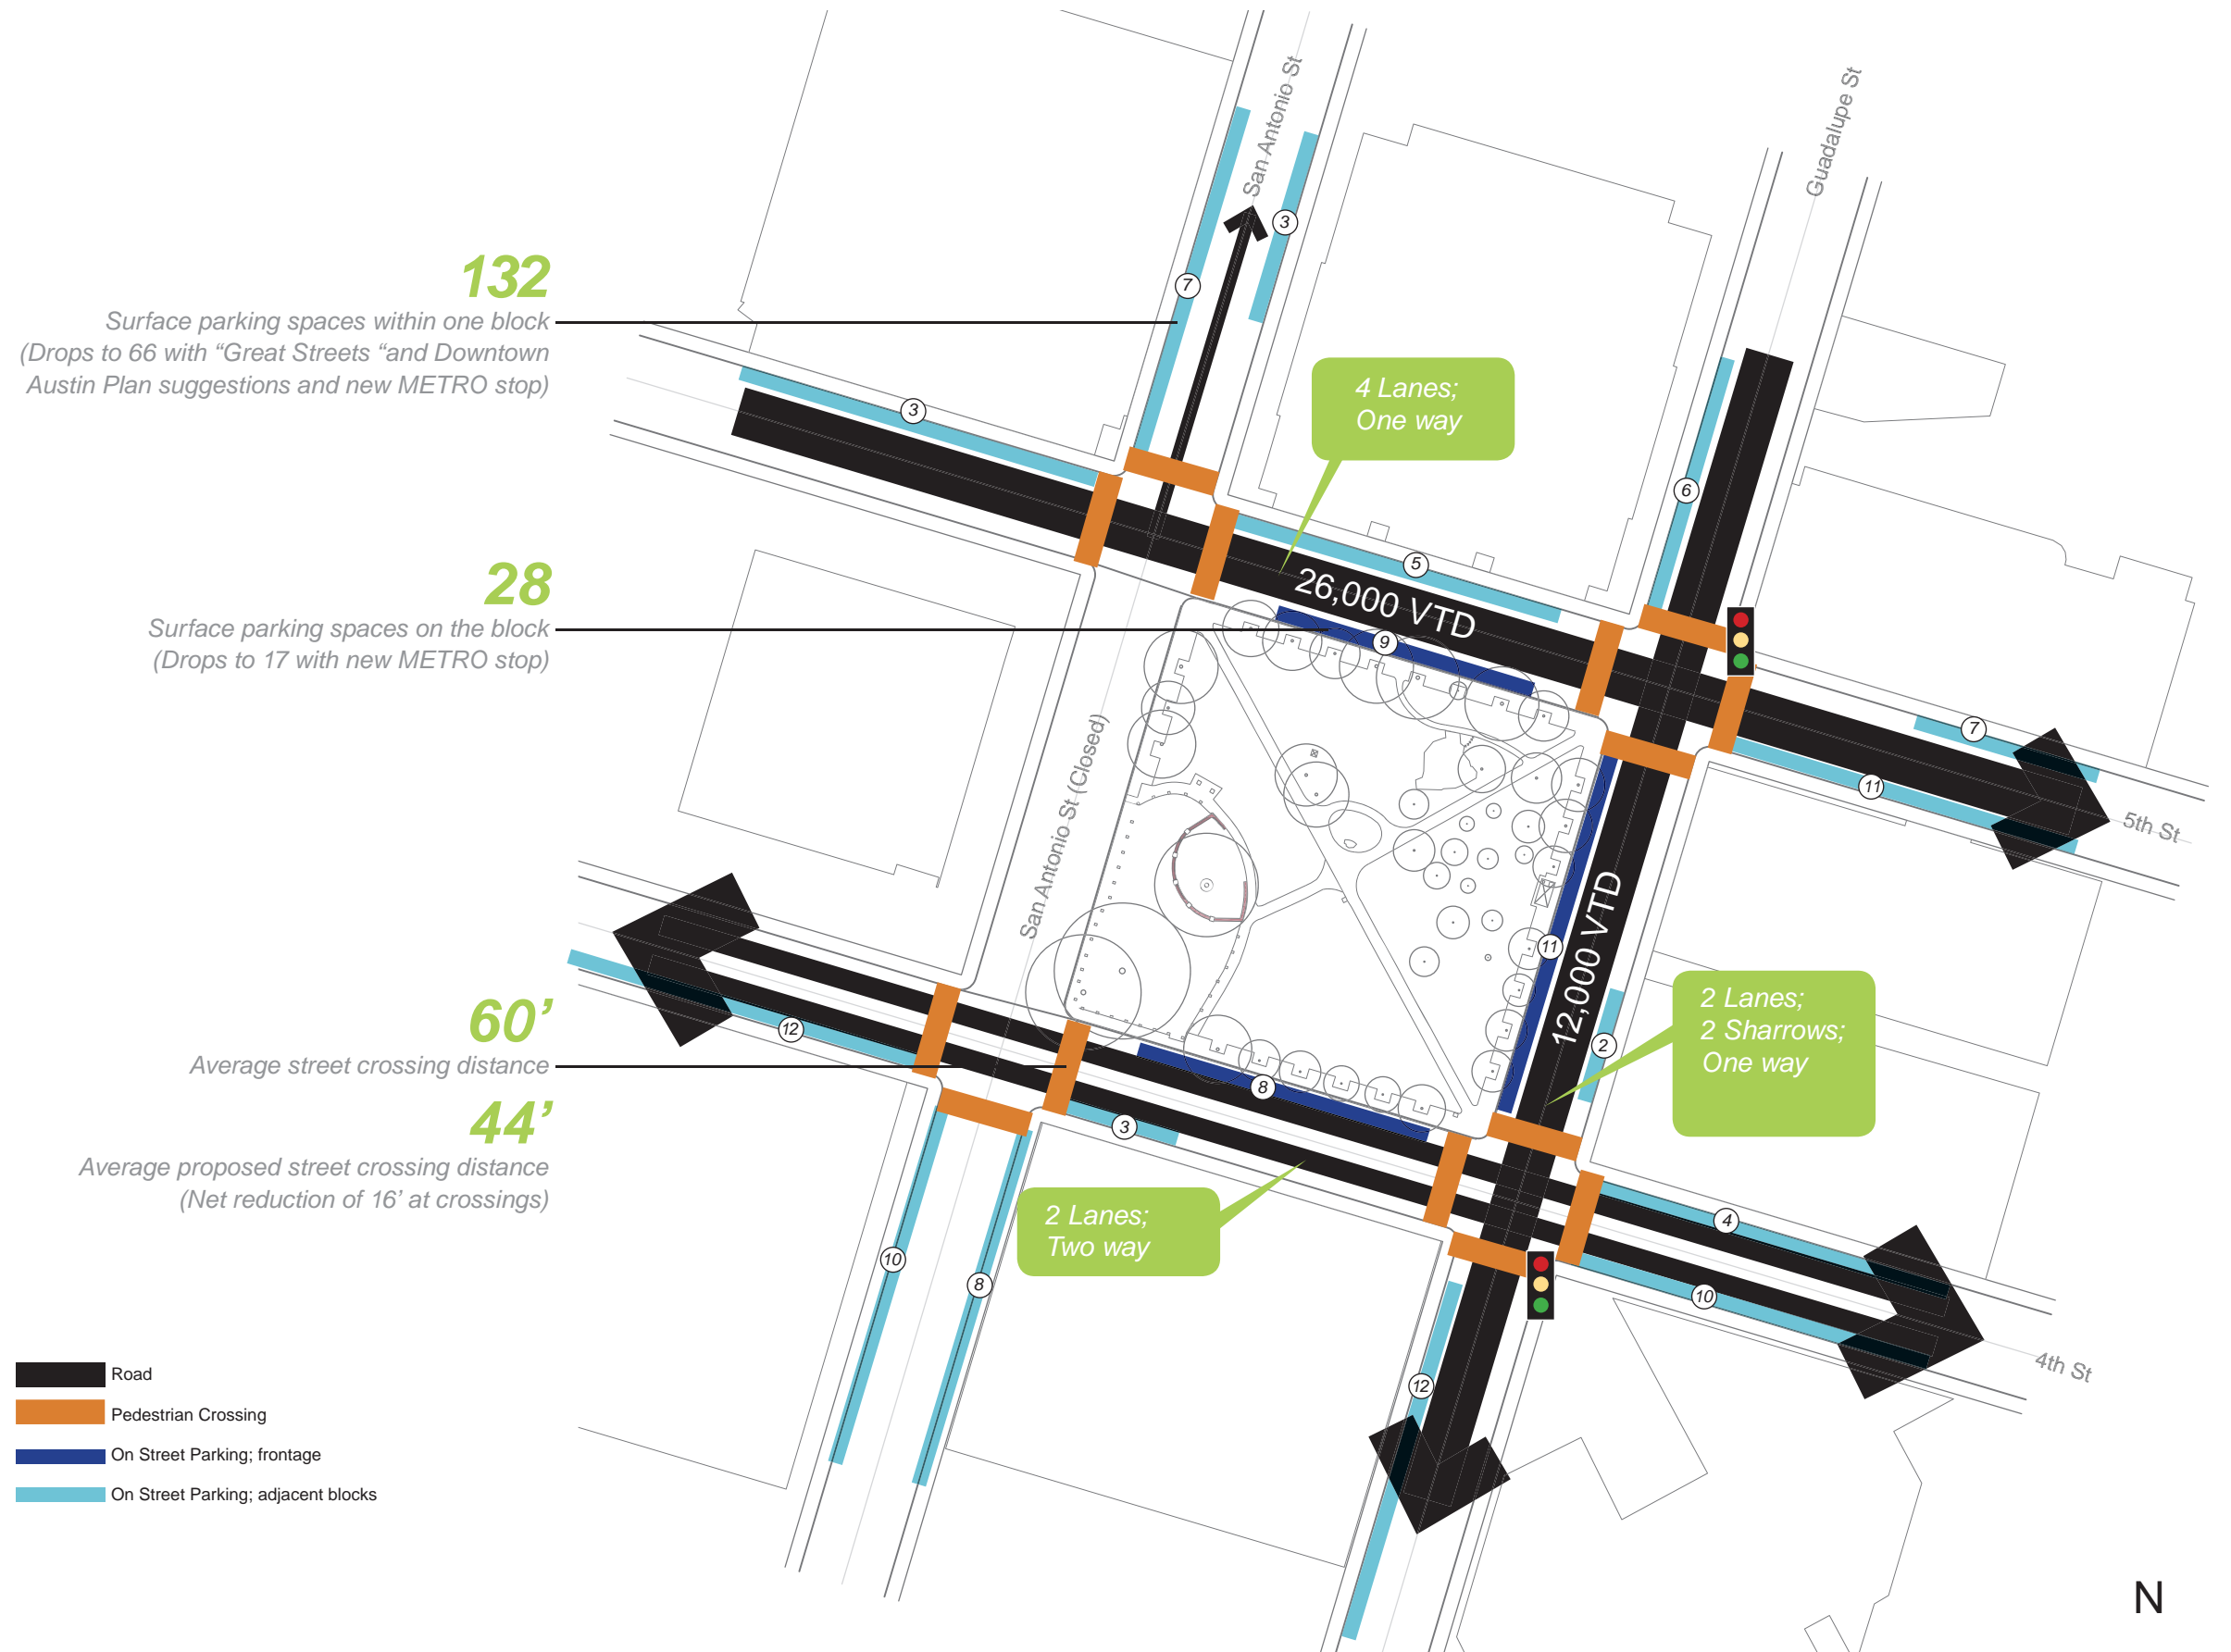 San Antonio St
Guadalupe St
132
Surface parking spaces within one block
(Drops to 66 with “Great Streets “and Downtown
Austin Plan suggestions and new METRO stop)
3
7
3
4 Lanes;
One way
6
5
26,000 VTD
28
Surface parking spaces on the block
(Drops to 17 with new METRO stop)
9
7
11
5th St
San Antonio St (Closed)
11
12,000 VTD
2 Lanes;
2 Sharrows;
One way
2
60’
Average street crossing distance
12
8
3
44’
Average proposed street crossing distance
(Net reduction of 16’ at crossings)
2 Lanes;
Two way
4
10
8
10
4th St
12
Road
Pedestrian Crossing
On Street Parking; frontage
On Street Parking; adjacent blocks
N